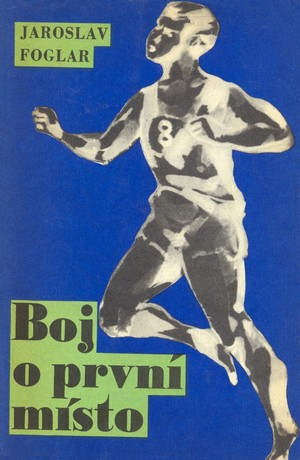 JAROSLAV
FOGLAR
8
Boj
o první
místo